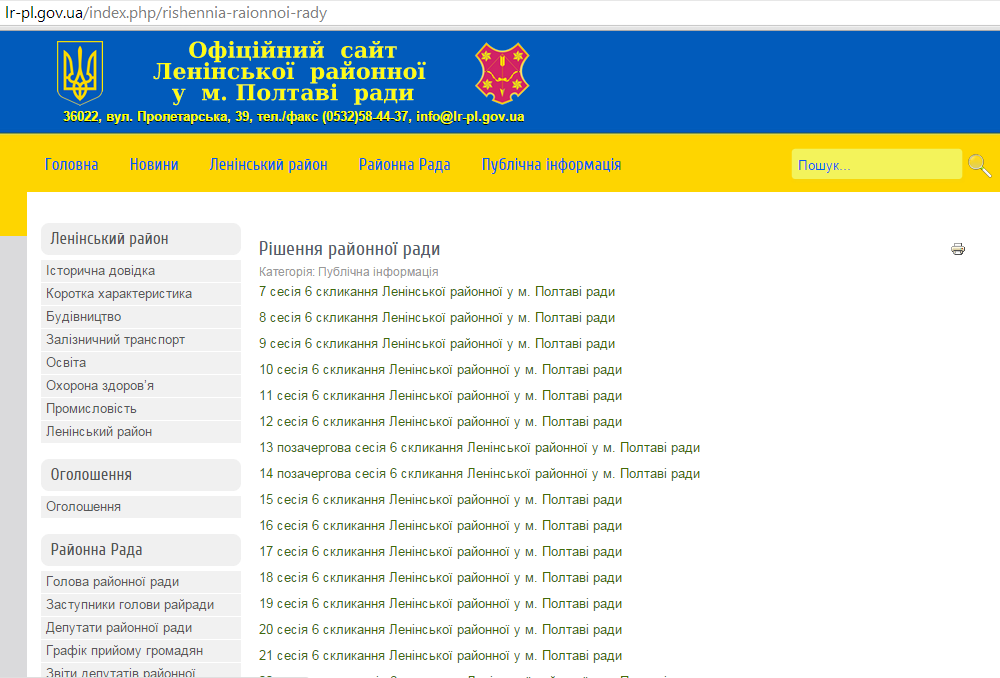 lr-pl.gov.ua/index.php/rishennia-raionnoi-rady
Офіційний сайт
Ленінської районної
у м. Полтаві ради
36022, вул. Пролетарська, 39, тел./факс (0532)58-44-37, info@lr-pl.gov.ua
Головна Новини Ленінський район Районна Рада Публічна інформація Пошук...
Ленінський район
Історична довідка
Коротка характеристика
Будівництво
Залізничний транспорт
Освіта
Охорона здоров'я
Промисловість
Ленінський район
Оголошення
Оголошення
Районна Рада
Голова районної ради
Заступники голови райради
Депутати районної ради
Графік прийому громадян
Звіти депутатів районної
Рішення районної ради
Категорія: Публічна інформація
7 сесія 6 скликання Ленінської районної у м. Полтаві ради
8 сесія 6 скликання Ленінської районної у м. Полтаві ради
9 сесія 6 скликання Ленінської районної у м. Полтаві ради
10 сесія 6 скликання Ленінської районної у м. Полтаві ради
11 сесія 6 скликання Ленінської районної у м. Полтаві ради
12 сесія 6 скликання Ленінської районної у м. Полтаві ради
13 позачергова сесія 6 скликання Ленінської районної у м. Полтаві ради
14 позачергова сесія 6 скликання Ленінської районної у м. Полтаві ради
15 сесія 6 скликання Ленінської районної у м. Полтаві ради
16 сесія 6 скликання Ленінської районної у м. Полтаві ради
17 сесія 6 скликання Ленінської районної у м. Полтаві ради
18 сесія 6 скликання Ленінської районної у м. Полтаві ради
19 сесія 6 скликання Ленінської районної у м. Полтаві ради
20 сесія 6 скликання Ленінської районної у м. Полтаві ради
21 сесія 6 скликання Ленінської районної у м. Полтаві ради